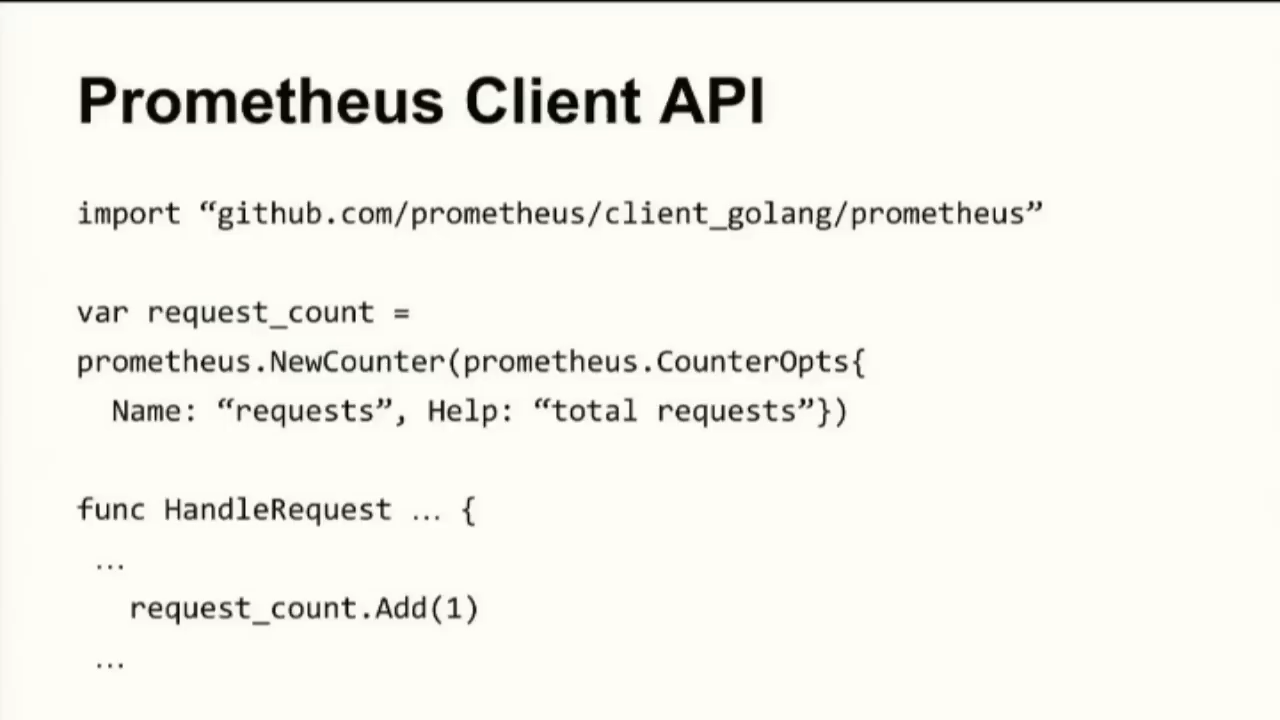 Prometheus Client API
import “github.com/prometheus/client_golang/prometheus”
var request_count =
prometheus.NewCounter(prometheus.CounterOpts{
Name: “requests”, Help: “total requests”})
func HandleRequest … {
…
request_count.Add(1)
…